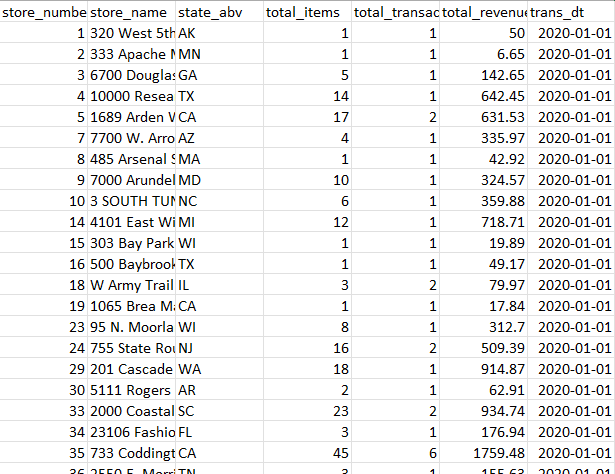 store_numbe store_name state_abv total_items total_transac total_revenue trans_dt
1 320 West 5th AK 1 1 50 2020-01-01
2 333 Apache MN 1 1 6.65 2020-01-01
3 6700 Douglas GA 5 1 142.65 2020-01-01
4 10000 Resea TX 14 1 642.45 2020-01-01
5 1689 Arden CA 17 2 631.53 2020-01-01
7 7700 W. Arro AZ 4 1 335.97 2020-01-01
8 485 Arsenal MA 1 1 42.92 2020-01-01
9 7000 Arundel MD 10 1 324.57 2020-01-01
10 3 SOUTH TUN NC 6 1 359.88 2020-01-01
14 4101 East Wi MI 12 1 718.71 2020-01-01
15 303 Bay Park WI 1 1 19.89 2020-01-01
16 500 Baybrook TX 1 1 49.17 2020-01-01
18 W Army Trail IL 3 2 79.97 2020-01-01
19 1065 Brea Ma CA 1 1 17.84 2020-01-01
23 95 N. Moorla WI 8 1 312.7 2020-01-01
24 755 State Rou NJ 16 2 509.39 2020-01-01
29 201 Cascade WA 18 1 914.87 2020-01-01
30 5111 Rogers AR 2 1 62.91 2020-01-01
33 2000 Coastal SC 23 2 934.74 2020-01-01
34 23106 Fashio FL 3 1 176.94 2020-01-01
35 733 Coddingt CA 45 6 1759.48 2020-01-01